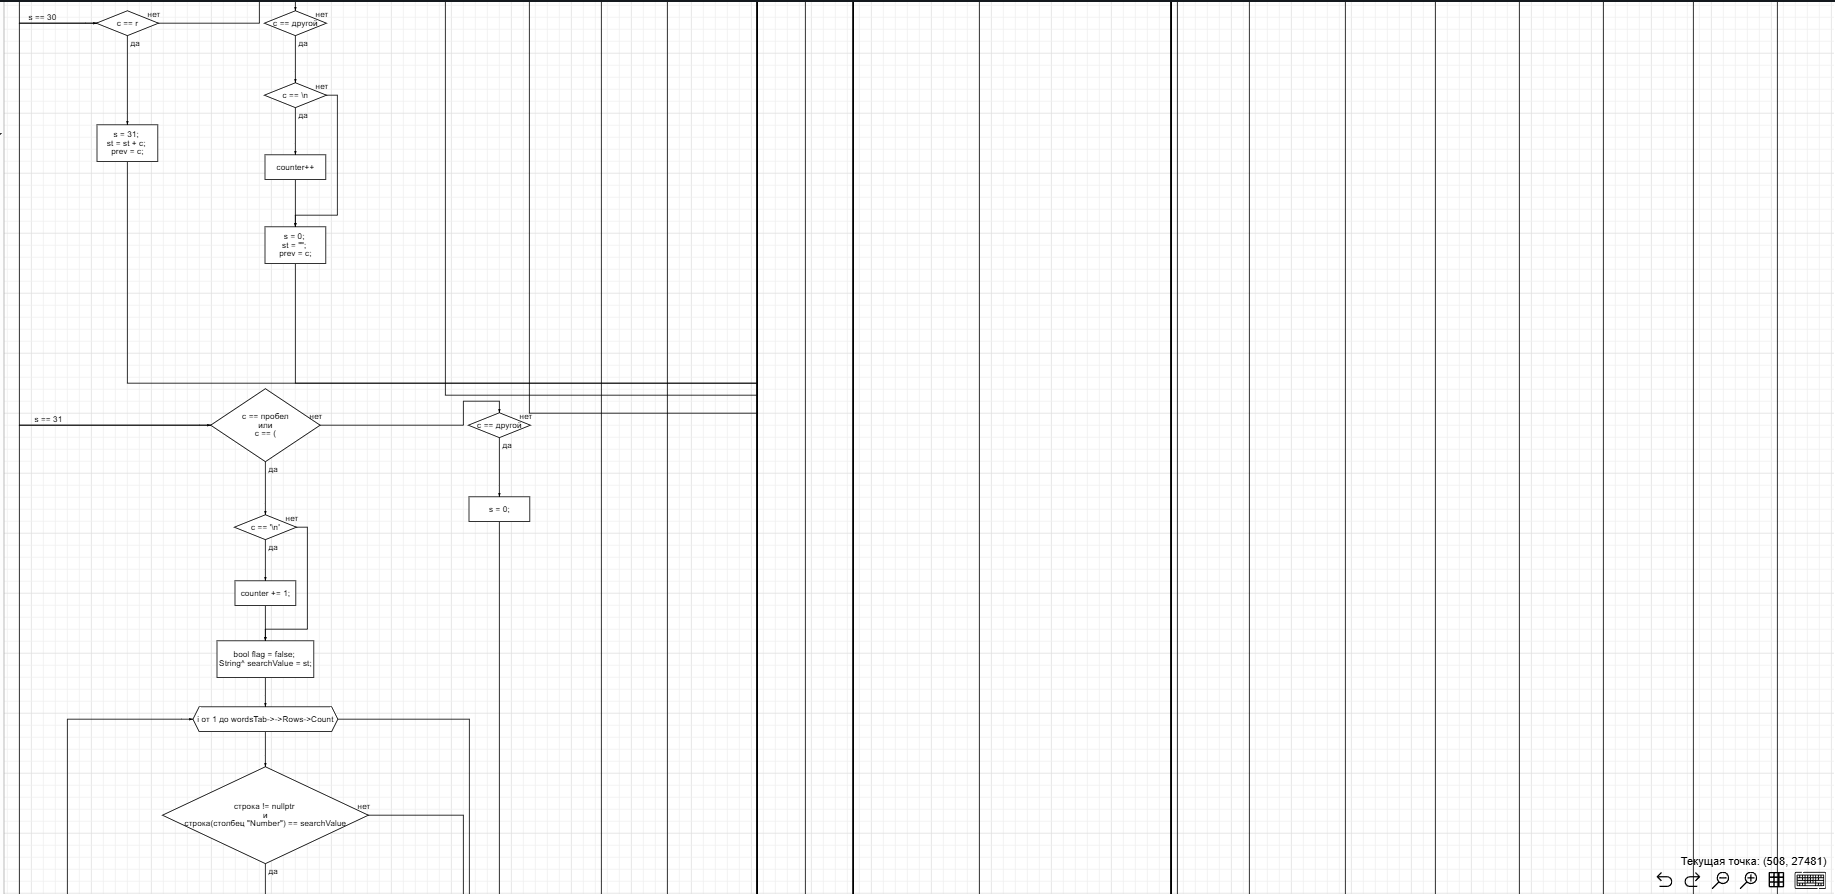 s == 30
c == r
нет
да
c == другой
нет
да
c == \n
нет
да
s = 31;
st = st + c;
prev = c;
counter++
s = 0;
st = "";
prev = c;
s == 31
c == пробел
или
c == (
нет
да
c == другой
нет
да
s = 0;
c == '\n'
нет
да
counter += 1;
bool flag = false;
String^ searchValue = st;
i от 1 до wordsTab->->Rows->Count
строка != nullptr
и
строка(столбец "Number") == searchValue
нет
да
Текущая точка: (508, 27481)